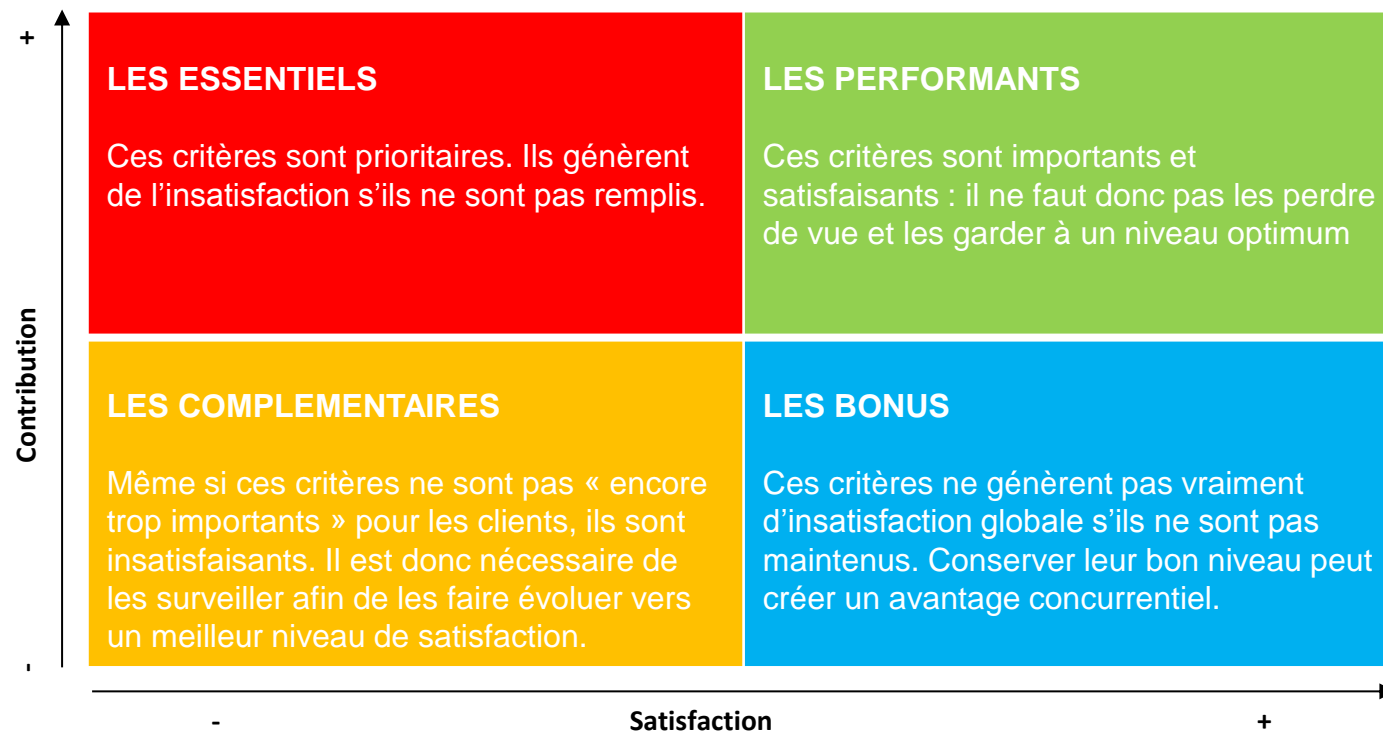 +
LES ESSENTIELS
Ces critères sont prioritaires. Ils génèrent
de l’insatisfaction s’ils ne sont pas remplis.
LES PERFORMANTS
Ces critères sont importants et
satisfaisants : il ne faut donc pas les perdre
de vue et les garder à un niveau optimum
Contribution
LES COMPLEMENTAIRES
Même si ces critères ne sont pas « encore
trop importants » pour les clients, ils sont
insatisfaisants. Il est donc nécessaire de
les surveiller afin de les faire évoluer vers
un meilleur niveau de satisfaction.
LES BONUS
Ces critères ne génèrent pas vraiment
d’insatisfaction globale s’ils ne sont pas
maintenus. Conserver leur bon niveau peut
créer un avantage concurrentiel.
-
- Satisfaction +